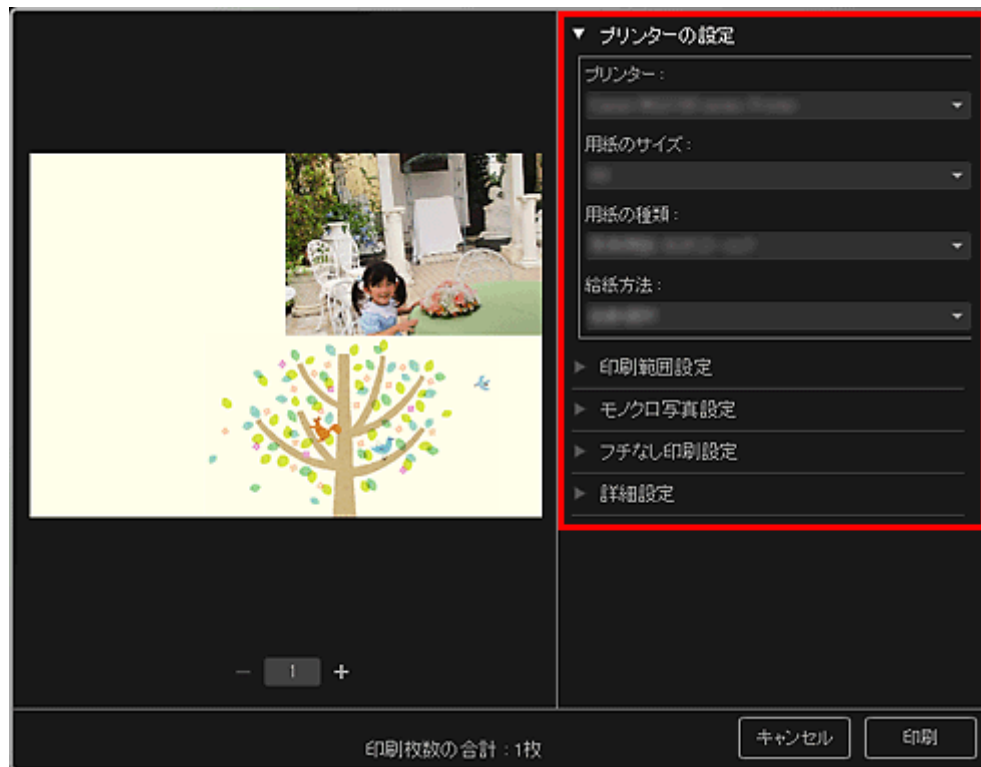 プリンターの設定
プリンター：
用紙のサイズ：
用紙の種類：
給紙方法：
印刷範囲設定
モノクロ写真設定
フチなし印刷設定
詳細設定
1
印刷枚数の合計：1枚
キャンセル
印刷